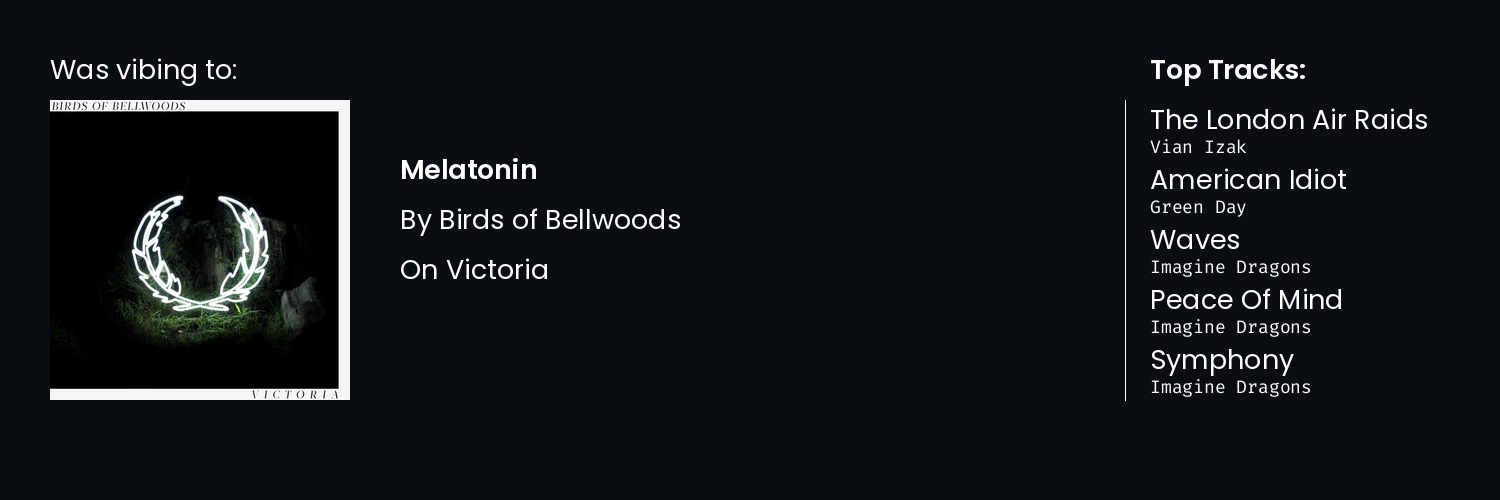 Was vibing to:
BIRDS OF BELLWOODS
VICTORIA
Melatonin
By Birds of Bellwoods
On Victoria
Top Tracks:
The London Air Raids
Vian Izak
American Idiot
Green Day
Waves
Imagine Dragons
Peace Of Mind
Imagine Dragons
Symphony
Imagine Dragons